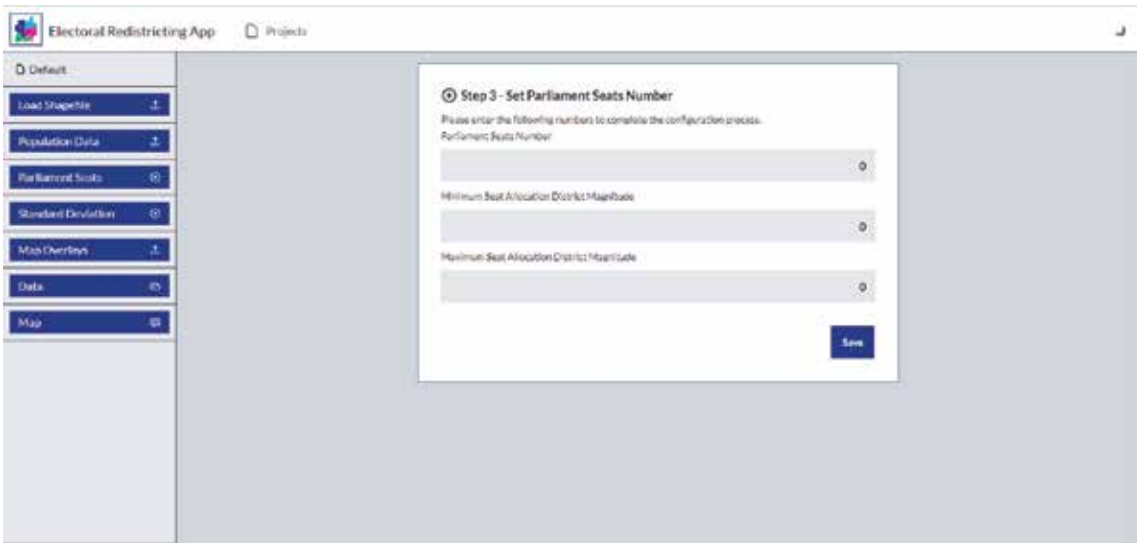 Electoral Redistricting App
Projects
Default
Load Shapefile
Population Data
Parliament Seats
Standard Deviation
Map Overlays
Data
Map
Step 3 - Set Parliament Seats Number
Please enter the following numbers to complete the configuration process.
Parliament Seats Number
0
Minimum Seat Allocation District Magnitude
0
Maximum Seat Allocation District Magnitude
0
Save